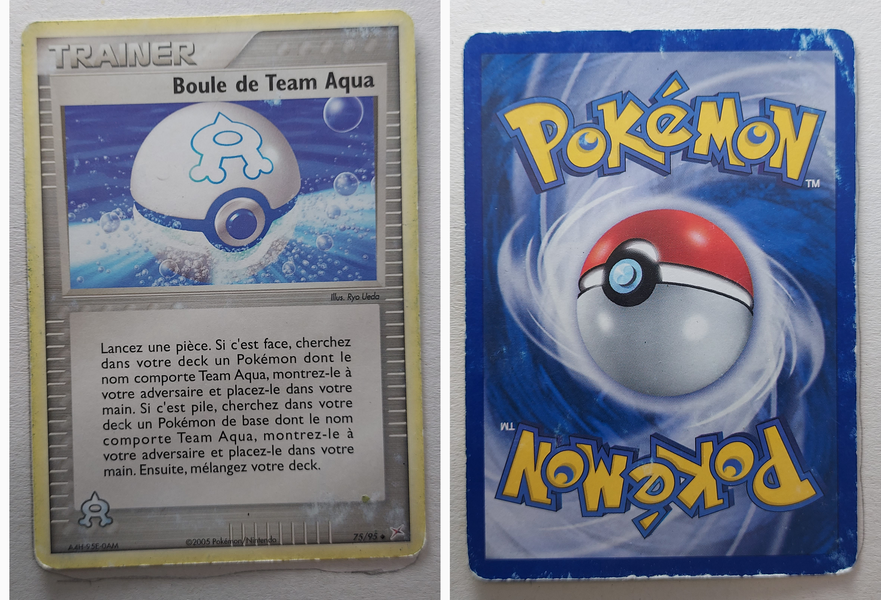 TRAINER
Boule de Team Aqua
Illus. Ryo Ueda
Lancez une pièce. Si c'est face, cherchez
dans votre deck un Pokémon dont le
nom comporte Team Aqua, montrez-le à
votre adversaire et placez-le dans votre
main. Si c'est pile, cherchez dans votre
deck un Pokémon de base dont le nom
comporte Team Aqua, montrez-le à
votre adversaire et placez-le dans votre
main. Ensuite, mélangez votre deck.
©2005 Pokémon/Nintendo
75/95
POKéMON
TM
TM
POKéMON